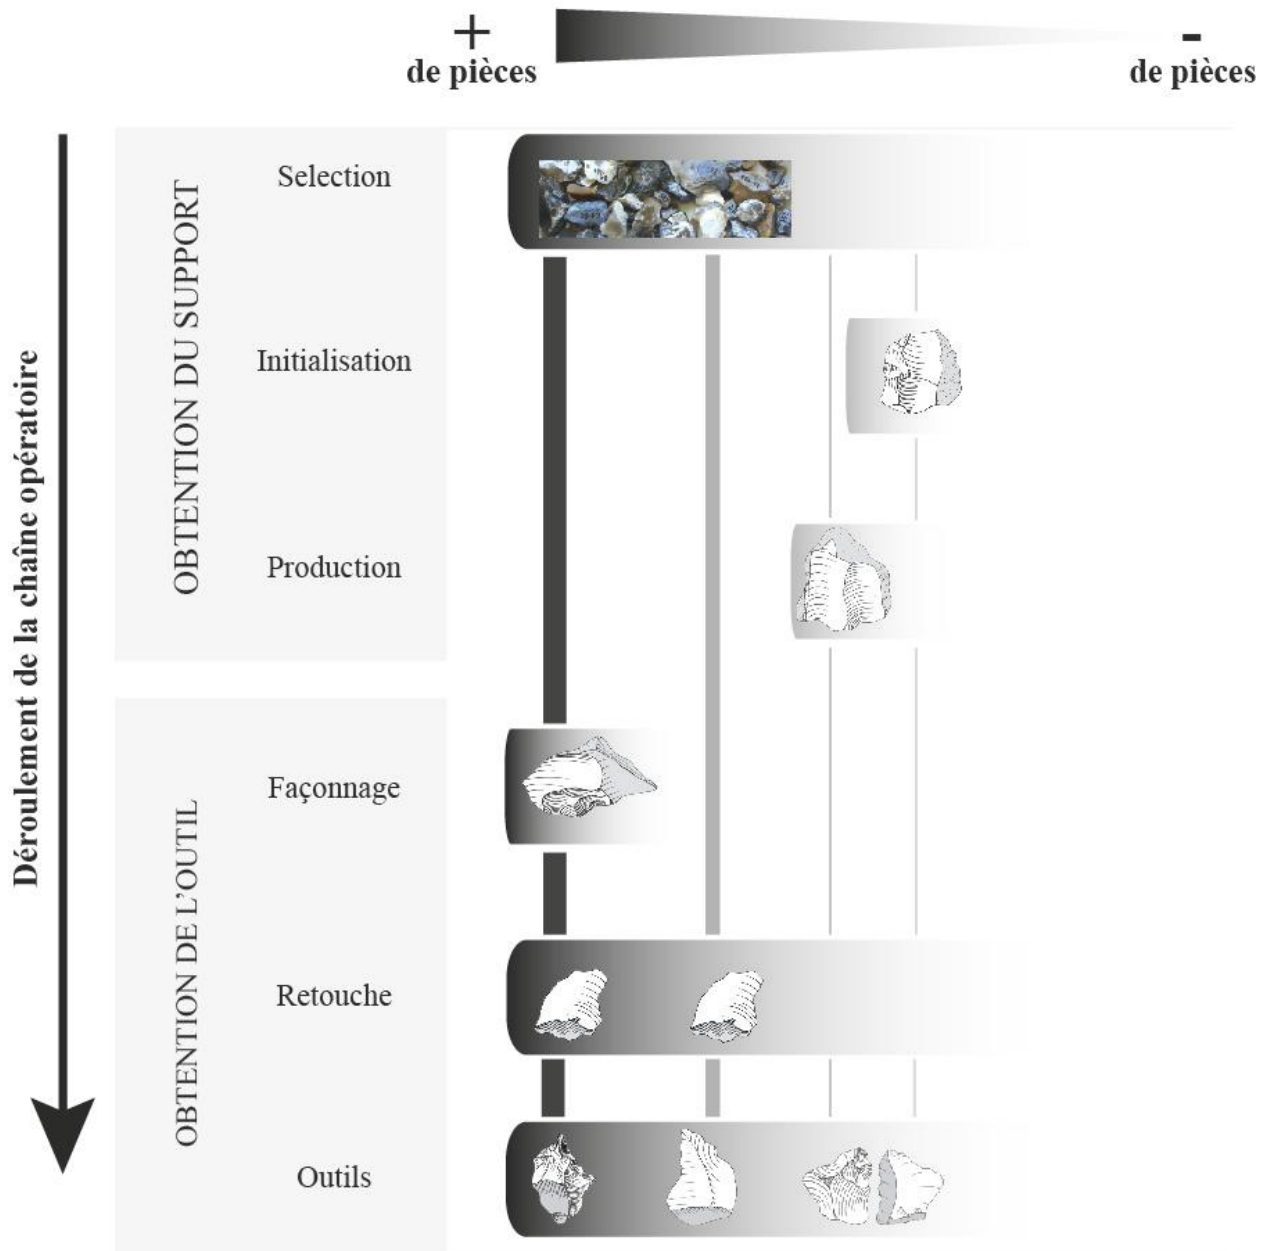 +
de pièces
-
de pièces
Déroulement de la chaîne opératoire
OBTENTION DU SUPPORT
Selection
Initialisation
Production
OBTENTION DE L'OUTIL
Façonnage
Retouche
Outils